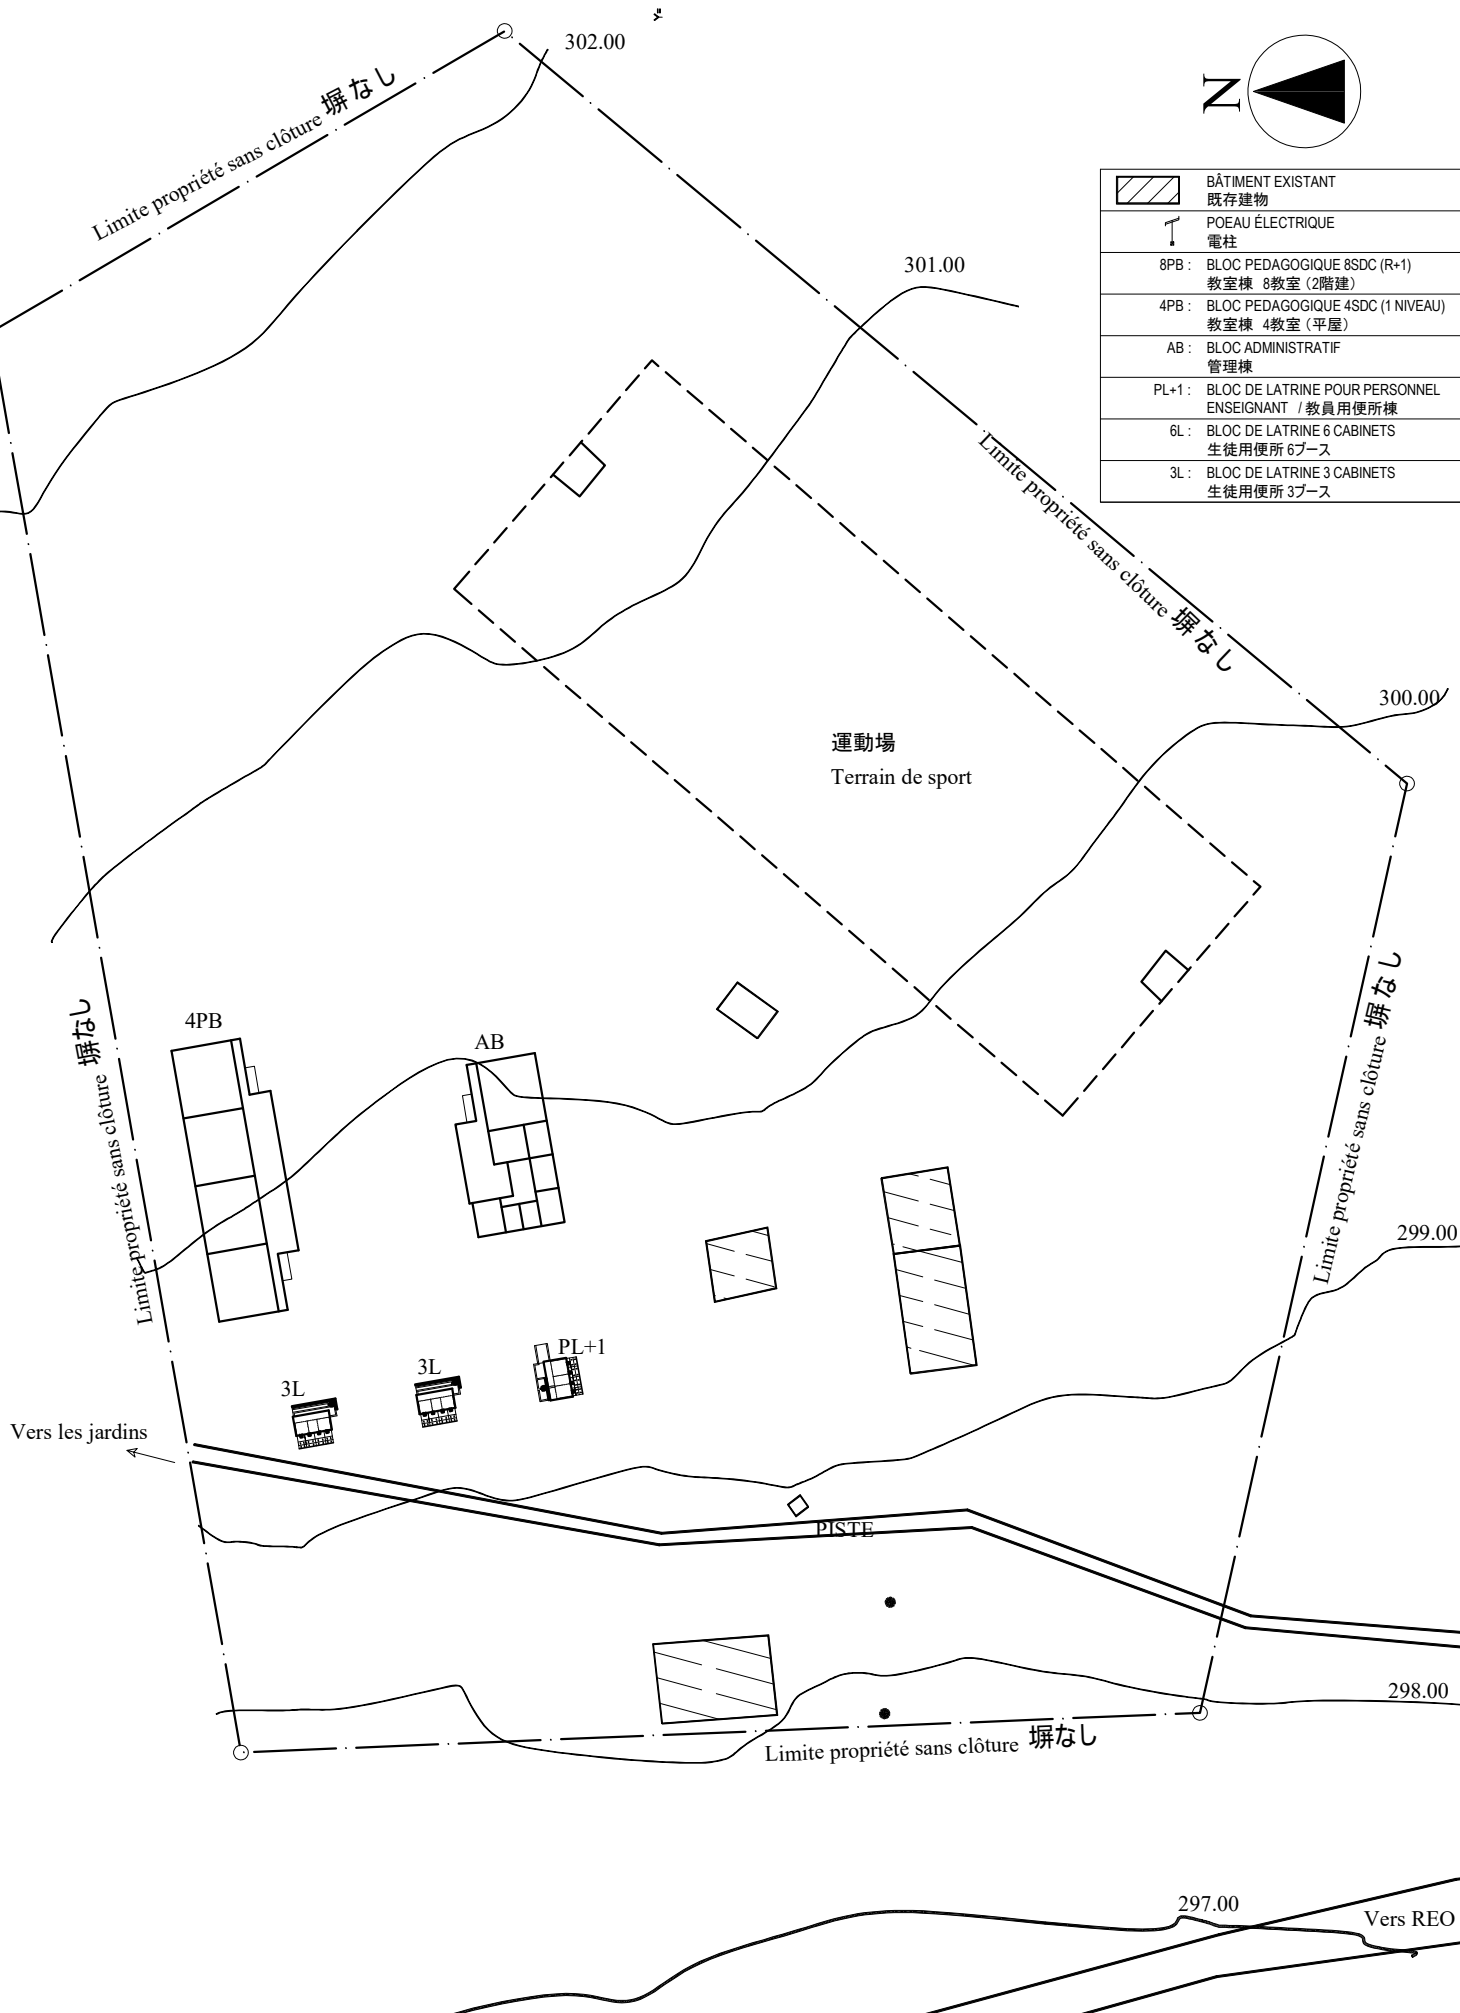 302.00
Limite propriété sans clôture 塀なし
N
BÂTIMENT EXISTANT
既存建物
POEAU ÉLECTRIQUE
電柱
8PB : BLOC PEDAGOGIQUE 8SDC (R+1)
教室棟 8教室（2階建）
4PB : BLOC PEDAGOGIQUE 4SDC (1 NIVEAU)
教室棟 4教室（平屋）
AB : BLOC ADMINISTRATIF
管理棟
PL+1 : BLOC DE LATRINE POUR PERSONNEL
ENSEIGNANT / 教員用便所棟
6L : BLOC DE LATRINE 6 CABINETS
生徒用便所 6ブース
3L : BLOC DE LATRINE 3 CABINETS
生徒用便所 3ブース
301.00
Limite propriété sans clôture 塀なし
300.00
運動場
Terrain de sport
Limite propriété sans clôture 塀なし
4PB
AB
Limite propriété sans clôture 塀なし
299.00
PL+1
3L
3L
Vers les jardins
PISTE
298.00
Limite propriété sans clôture 塀なし
297.00
Vers REO